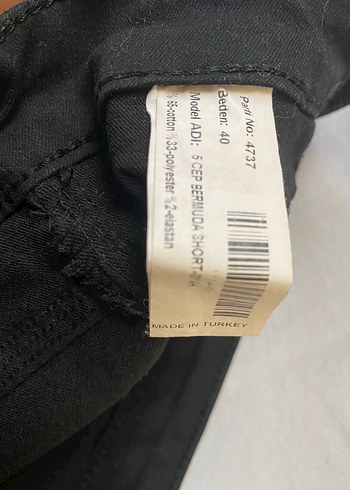 Parti No: 4737
Beden: 40
Model ADI: 5 CEP BERMUDA SHORT
% 65-cotton %33-polyester %2-elastan
MADE IN TURKEY